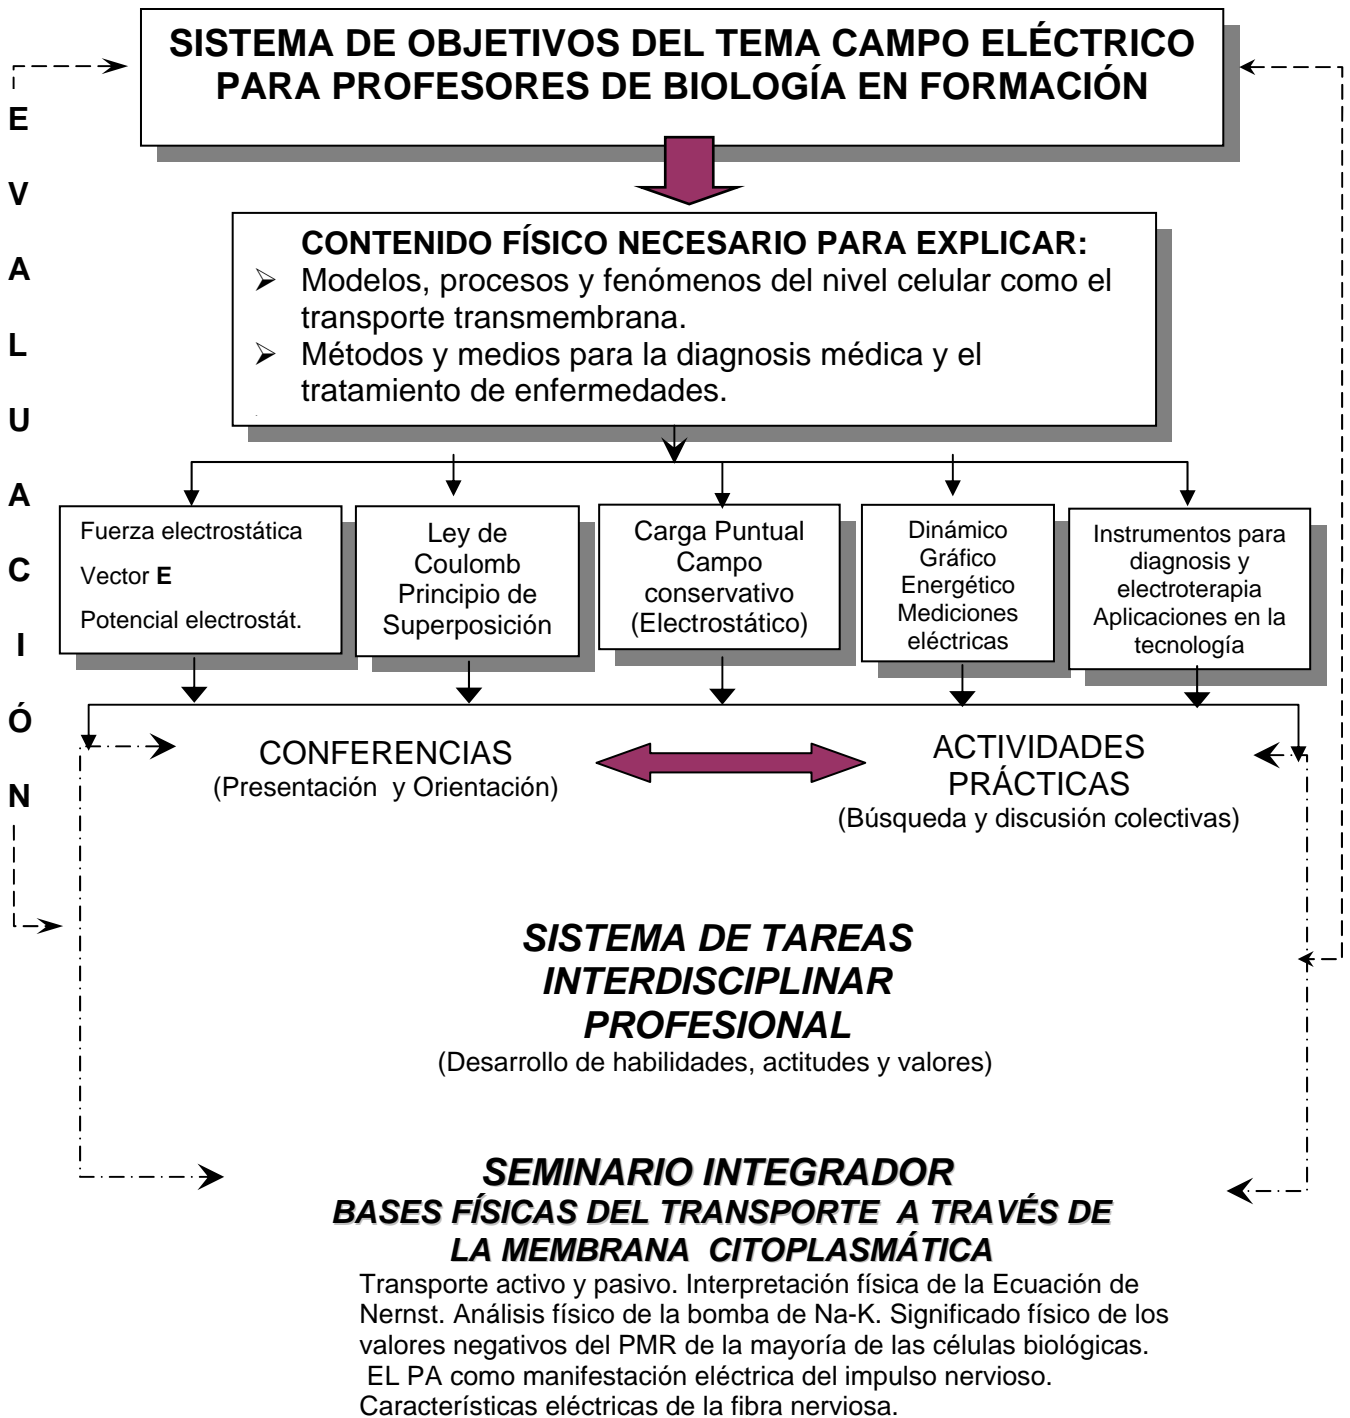 SISTEMA DE OBJETIVOS DEL TEMA CAMPO ELÉCTRICO
PARA PROFESORES DE BIOLOGÍA EN FORMACIÓN
E
V
A
L
U
A
C
I
Ó
N
CONTENIDO FÍSICO NECESARIO PARA EXPLICAR:
➢ Modelos, procesos y fenómenos del nivel celular como el
transporte transmembrana.
➢ Métodos y medios para la diagnosis médica y el
tratamiento de enfermedades.
.
Fuerza electrostática
Vector E
Potencial electrostát.
Ley de
Coulomb
Principio de
Superposición
Carga Puntual
Campo
conservativo
(Electrostático)
Dinámico
Gráfico
Energético
Mediciones
eléctricas
Instrumentos para
diagnosis y
electroterapia
Aplicaciones en la
tecnología
CONFERENCIAS
(Presentación y Orientación)
ACTIVIDADES
PRÁCTICAS
(Búsqueda y discusión colectivas)
SISTEMA DE TAREAS
INTERDISCIPLINAR
PROFESIONAL
(Desarrollo de habilidades, actitudes y valores)
SEMINARIO INTEGRADOR
BASES FÍSICAS DEL TRANSPORTE A TRAVÉS DE
LA MEMBRANA CITOPLASMÁTICA
Transporte activo y pasivo. Interpretación física de la Ecuación de
Nernst. Análisis físico de la bomba de Na-K. Significado físico de los
valores negativos del PMR de la mayoría de las células biológicas.
EL PA como manifestación eléctrica del impulso nervioso.
Características eléctricas de la fibra nerviosa.